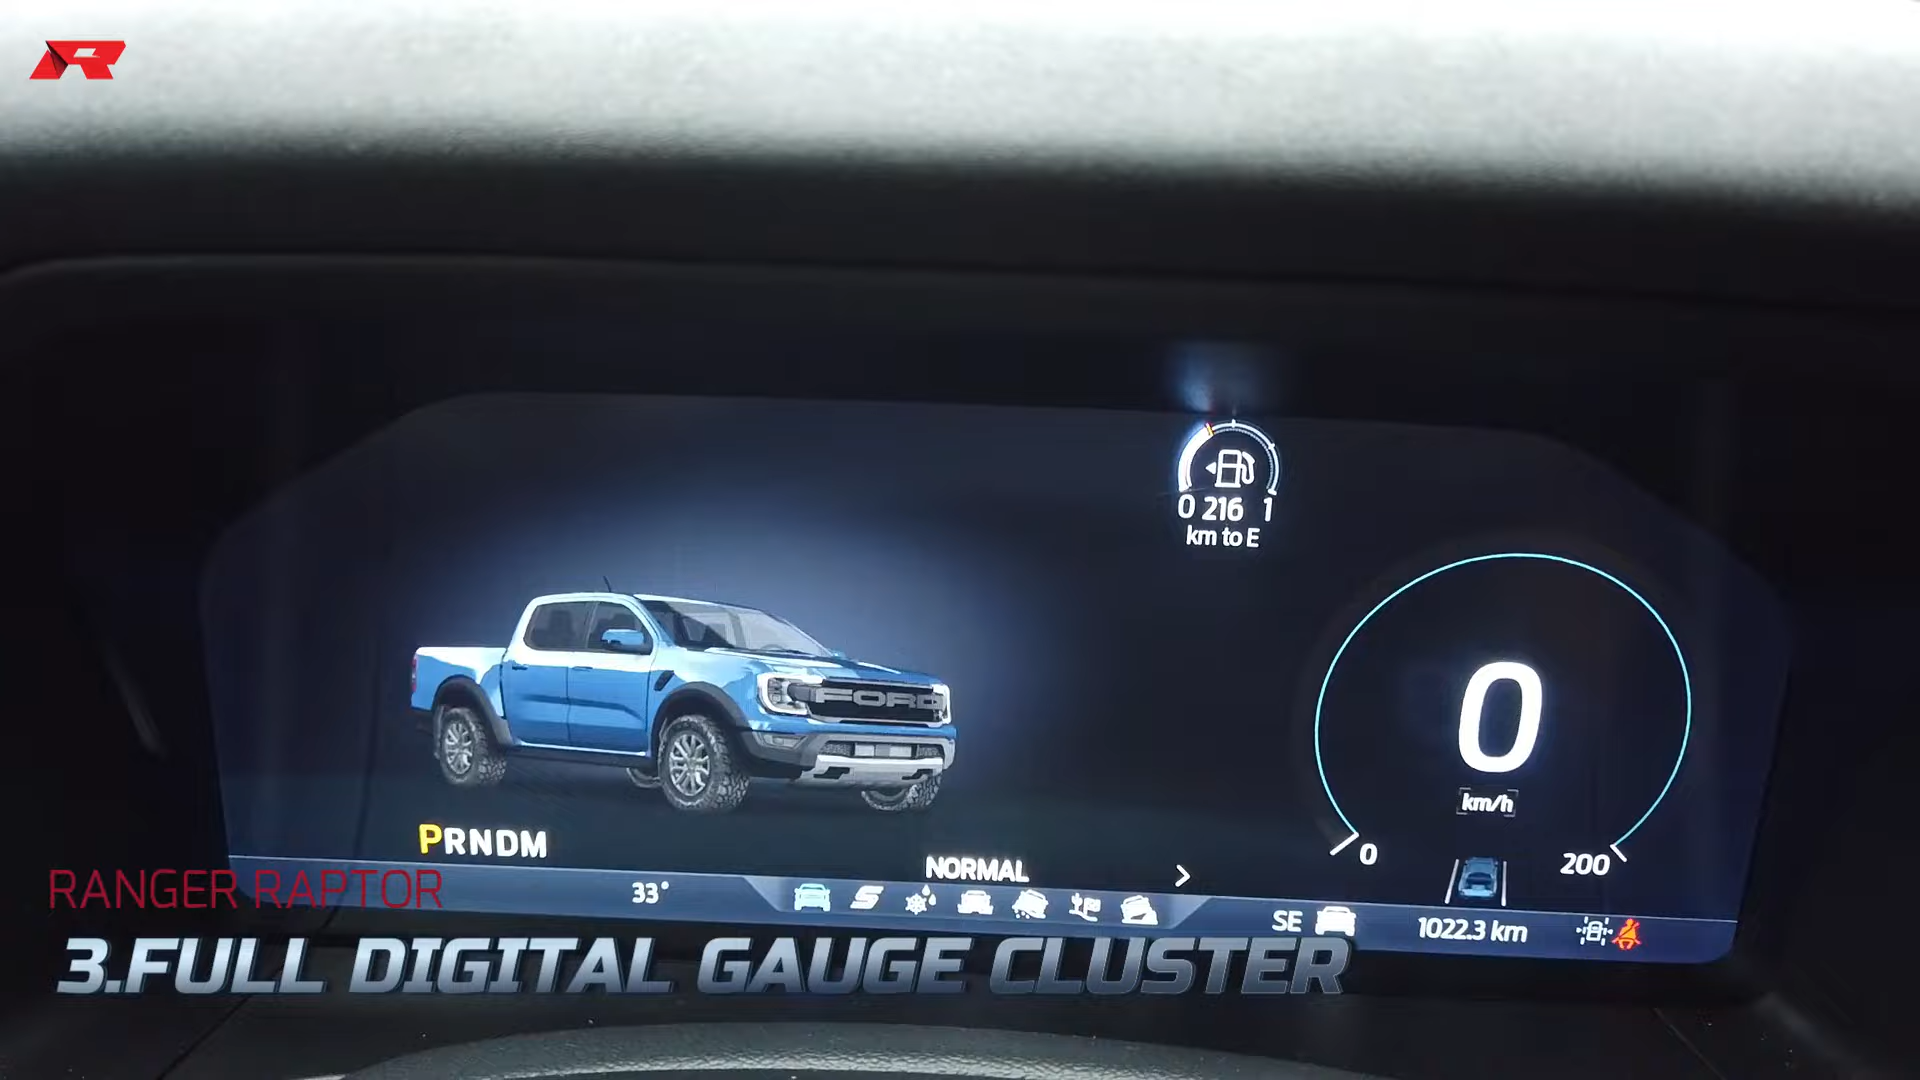 0 216 1
km to E
FORD
0
km/h
0
200
PRNDM
NORMAL
33°
SE
1022.3 km
RANGER RAPTOR
3.FULL DIGITAL GAUGE CLUSTER